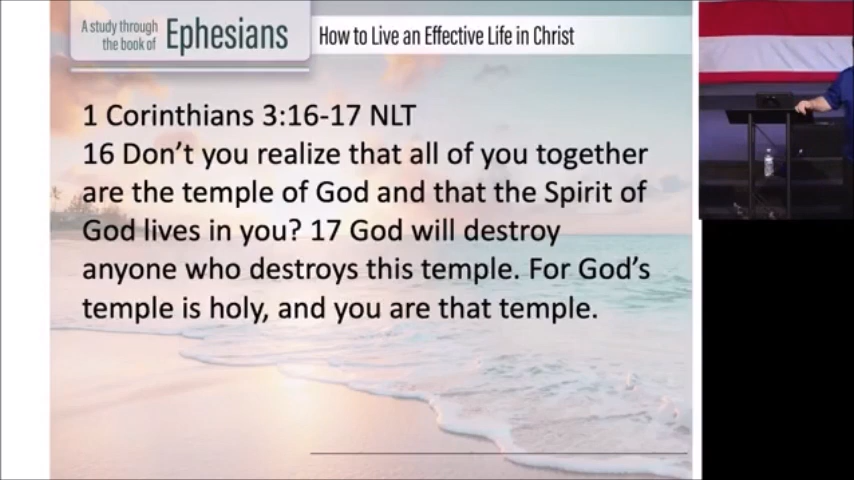 A study through
the book of
Ephesians
How to Live an Effective Life in Christ
1 Corinthians 3:16-17 NLT
16 Don’t you realize that all of you together
are the temple of God and that the Spirit of
God lives in you? 17 God will destroy
anyone who destroys this temple. For God’s
temple is holy, and you are that temple.